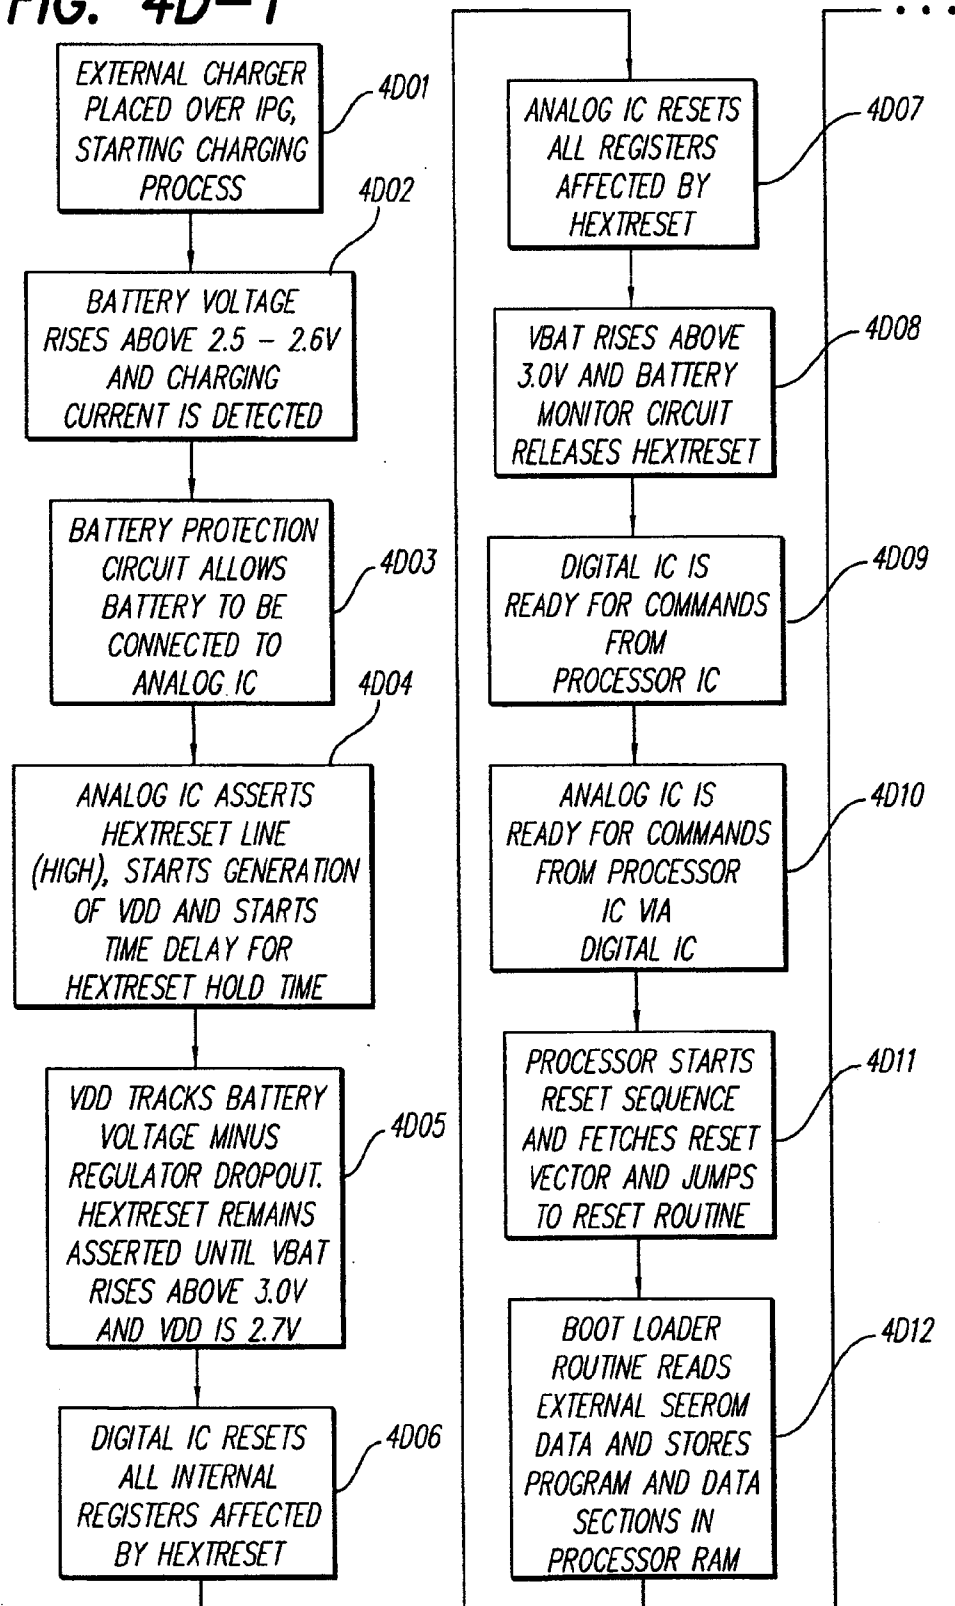 FIG. 4D-1
EXTERNAL CHARGER
PLACED OVER IPG,
STARTING CHARGING
PROCESS
4D01
BATTERY VOLTAGE
RISES ABOVE 2.5 - 2.6V
AND CHARGING
CURRENT IS DETECTED
4D02
BATTERY PROTECTION
CIRCUIT ALLOWS
BATTERY TO BE
CONNECTED TO
ANALOG IC
4D03
ANALOG IC ASSERTS
HEXTRESET LINE
(HIGH), STARTS GENERATION
OF VDD AND STARTS
TIME DELAY FOR
HEXTRESET HOLD TIME
4D04
VDD TRACKS BATTERY
VOLTAGE MINUS
REGULATOR DROPOUT.
HEXTRESET REMAINS
ASSERTED UNTIL VBAT
RISES ABOVE 3.0V
AND VDD IS 2.7V
4D05
DIGITAL IC RESETS
ALL INTERNAL
REGISTERS AFFECTED
BY HEXTRESET
4D06
ANALOG IC RESETS
ALL REGISTERS
AFFECTED BY
HEXTRESET
4D07
VBAT RISES ABOVE
3.0V AND BATTERY
MONITOR CIRCUIT
RELEASES HEXTRESET
4D08
DIGITAL IC IS
READY FOR COMMANDS
FROM
PROCESSOR IC
4D09
ANALOG IC IS
READY FOR COMMANDS
FROM PROCESSOR
IC VIA
DIGITAL IC
4D10
PROCESSOR STARTS
RESET SEQUENCE
AND FETCHES RESET
VECTOR AND JUMPS
TO RESET ROUTINE
4D11
BOOT LOADER
ROUTINE READS
EXTERNAL SEEROM
DATA AND STORES
PROGRAM AND DATA
SECTIONS IN
PROCESSOR RAM
4D12